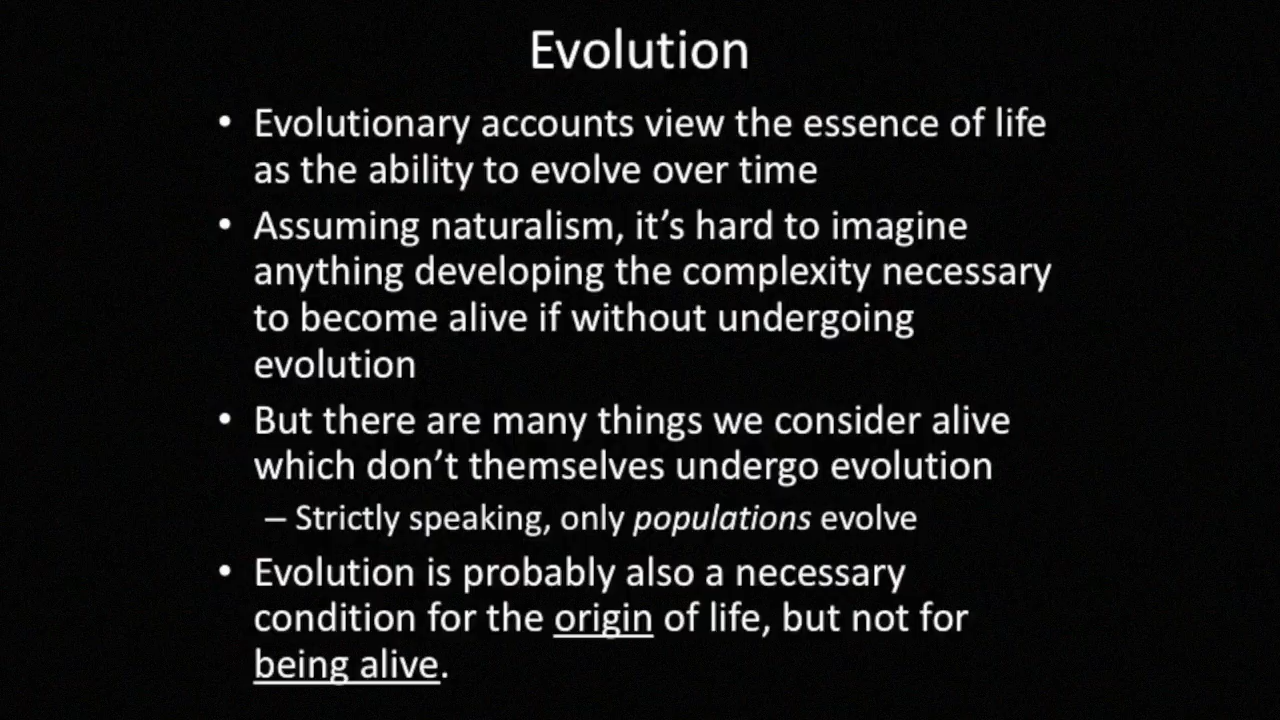 Evolution
• Evolutionary accounts view the essence of life
as the ability to evolve over time
• Assuming naturalism, it's hard to imagine
anything developing the complexity necessary
to become alive if without undergoing
evolution
• But there are many things we consider alive
which don't themselves undergo evolution
– Strictly speaking, only populations evolve
• Evolution is probably also a necessary
condition for the origin of life, but not for
being alive.